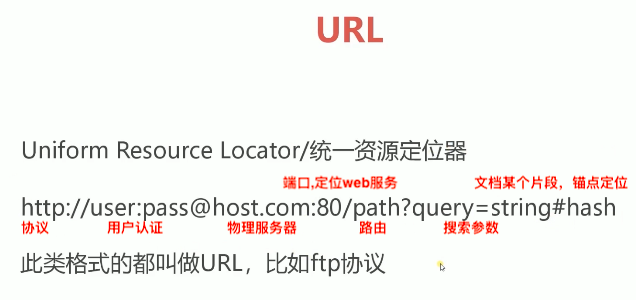 URL
Uniform Resource Locator/统一资源定位器
端口,定位web服务 文档某个片段，锚点定位
http://user:pass@host.com:80/path?query=string#hash
协议 用户认证 物理服务器 路由 搜索参数
此类格式的都叫做URL，比如ftp协议